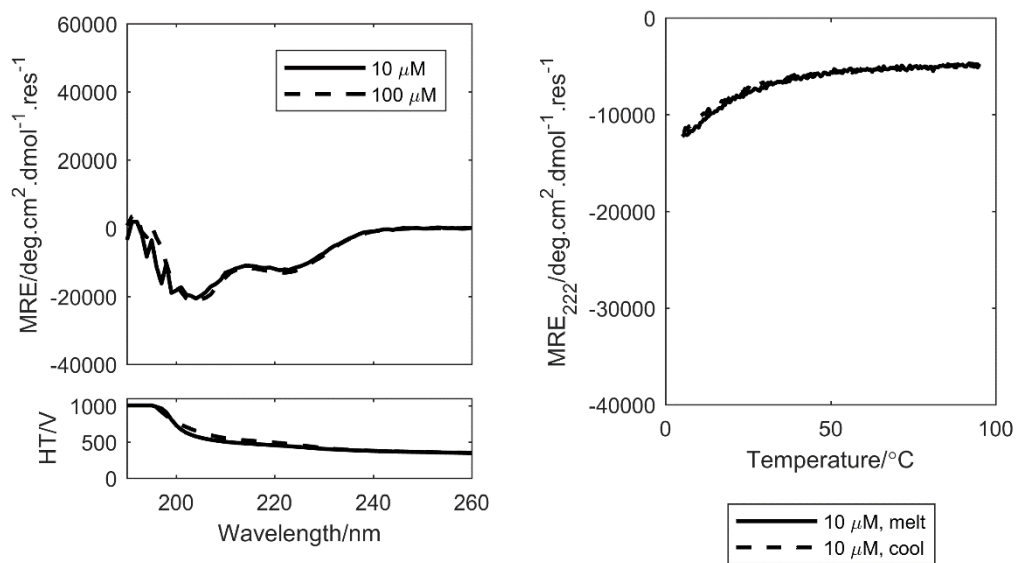 60000
40000
20000
0
-20000
-40000
MRE/deg.cm².dmol⁻¹.res⁻¹
10 μM
100 μM
1000
500
0
HT/V
200
220
240
260
Wavelength/nm
0
-10000
-20000
-30000
-40000
MRE₂₂₂/deg.cm².dmol⁻¹.res⁻¹
0
50
100
Temperature/°C
10 μM, melt
10 μM, cool